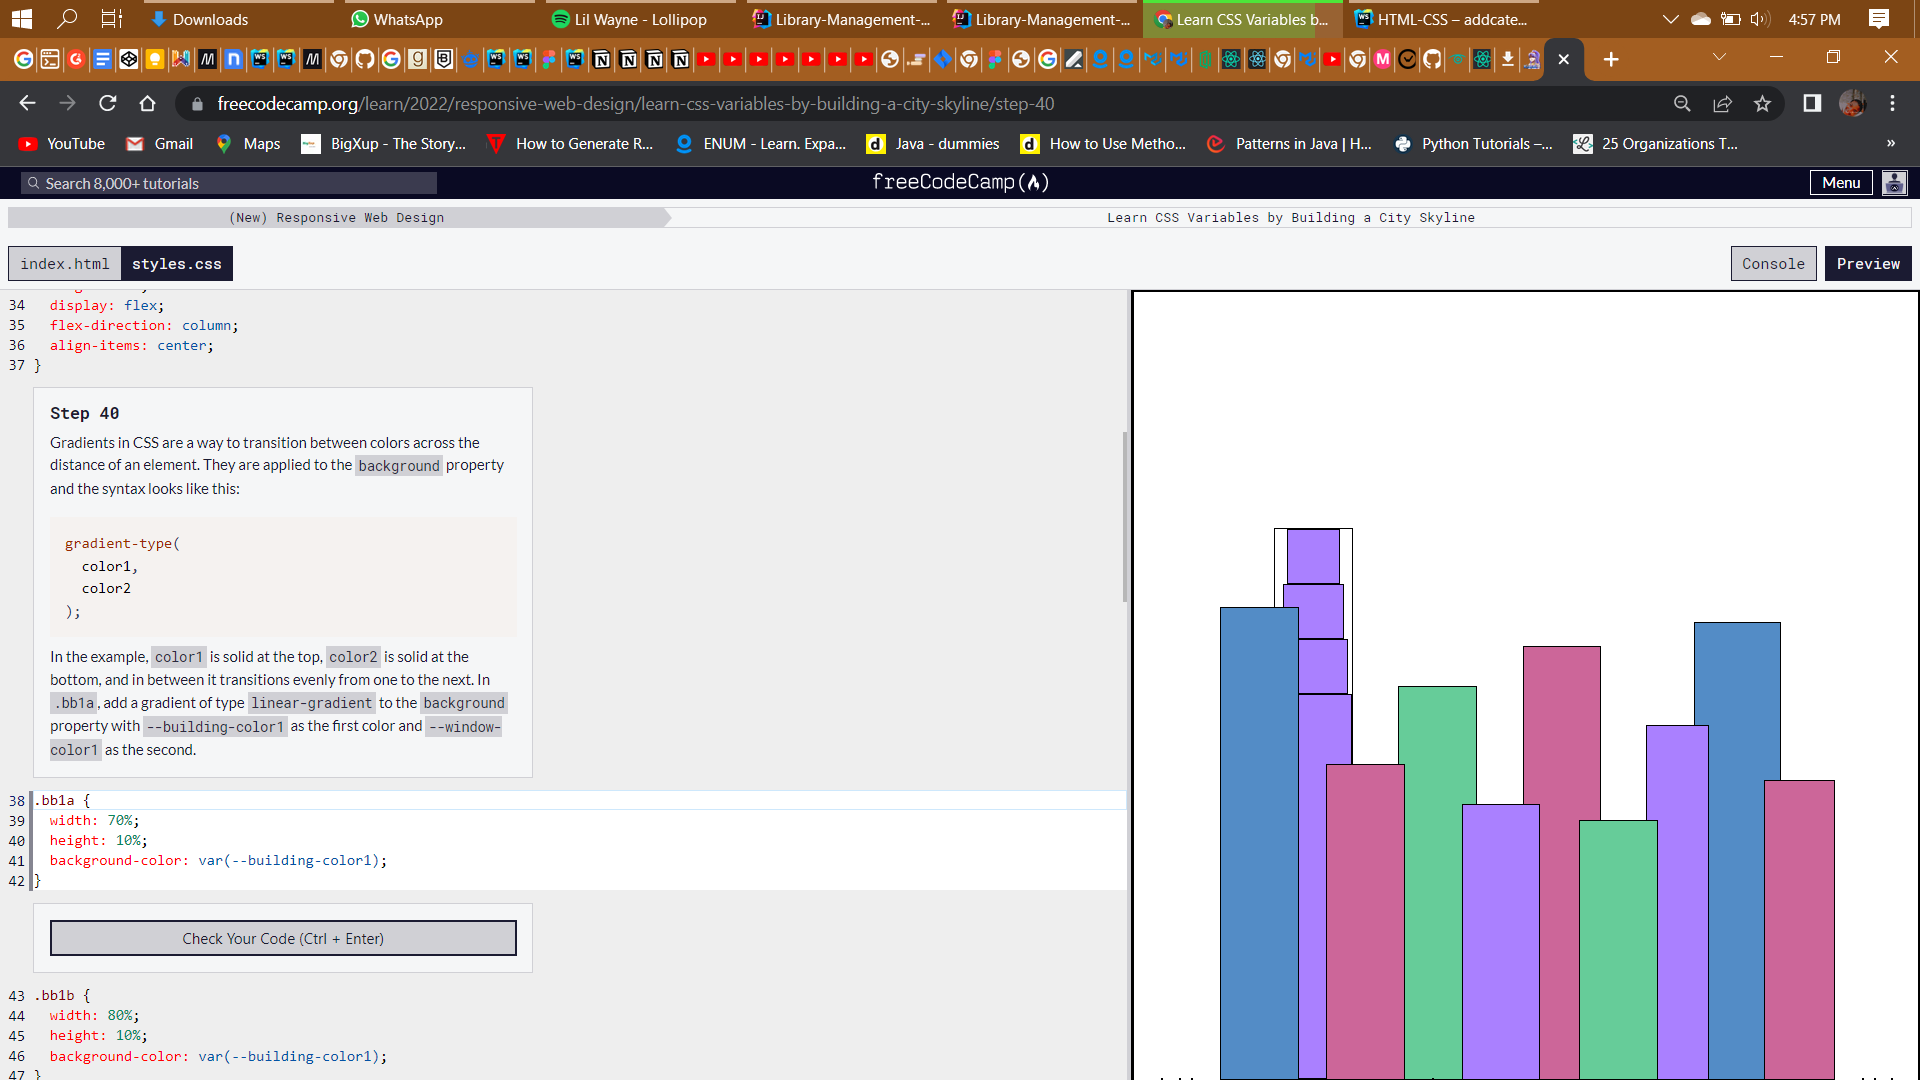 Downloads
WhatsApp
Lil Wayne - Lollipop
Library-Management-...
Library-Management-...
Learn CSS Variables b...
HTML-CSS – addcate...
4:57 PM
freecodecamp.org/learn/2022/responsive-web-design/learn-css-variables-by-building-a-city-skyline/step-40
YouTube
Gmail
Maps
BigXup - The Story...
How to Generate R...
ENUM - Learn. Expa...
Java - dummies
How to Use Metho...
Patterns in Java | H...
Python Tutorials –...
25 Organizations T...
»
Search 8,000+ tutorials
freeCodeCamp
Menu
(New) Responsive Web Design
Learn CSS Variables by Building a City Skyline
index.html
styles.css
Console
Preview
34 display: flex;
35 flex-direction: column;
36 align-items: center;
37 }
Step 40
Gradients in CSS are a way to transition between colors across the
distance of an element. They are applied to the background property
and the syntax looks like this:
gradient-type(
color1,
color2
);
In the example, color1 is solid at the top, color2 is solid at the
bottom, and in between it transitions evenly from one to the next. In
.bb1a, add a gradient of type linear-gradient to the background
property with --building-color1 as the first color and --window-
color1 as the second.
38 .bb1a {
39 width: 70%;
40 height: 10%;
41 background-color: var(--building-color1);
42 }
Check Your Code (Ctrl + Enter)
43 .bb1b {
44 width: 80%;
45 height: 10%;
46 background-color: var(--building-color1);
47 }